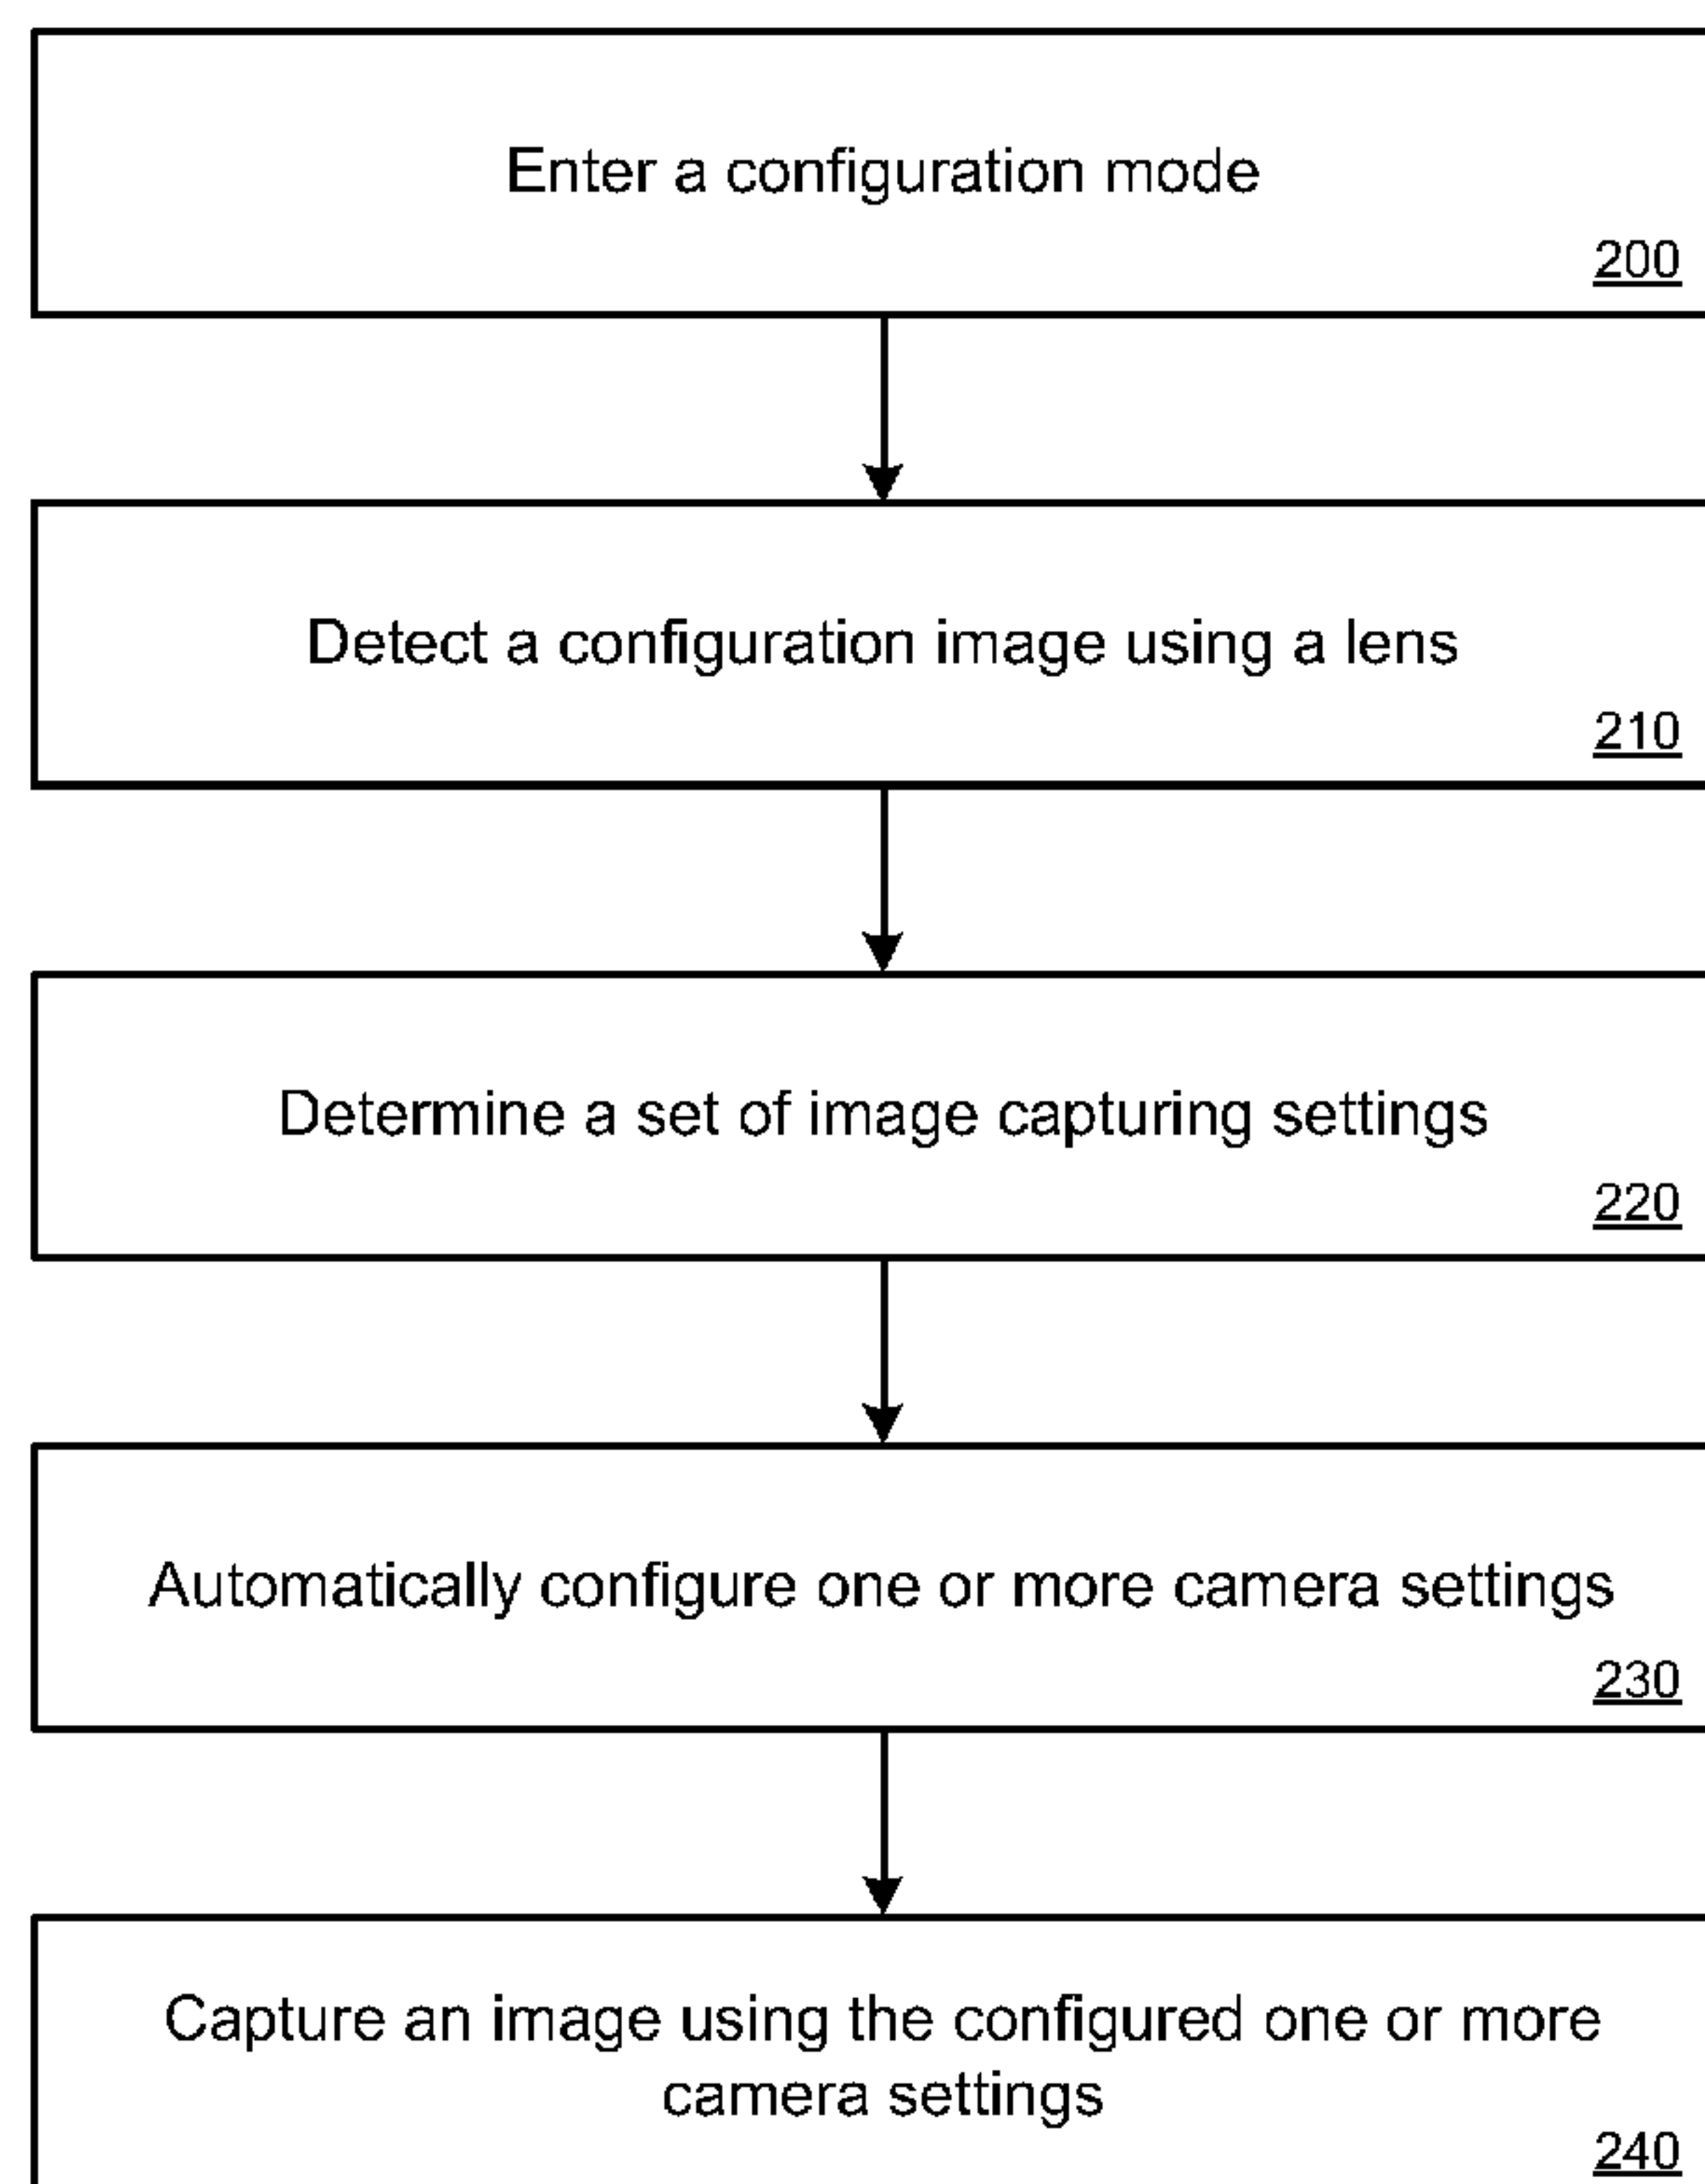 Enter a configuration mode
200
Detect a configuration image using a lens
210
Determine a set of image capturing settings
220
Automatically configure one or more camera settings
230
Capture an image using the configured one or more
camera settings
240